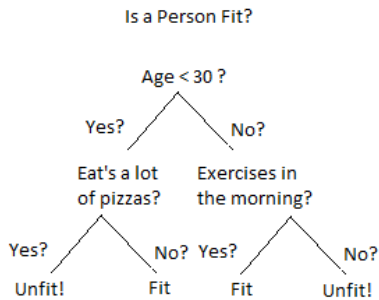 Is a Person Fit?
Age < 30 ?
Yes?
No?
Eat's a lot
of pizzas?
Exercises in
the morning?
Yes?
No?
Yes?
No?
Unfit!
Fit
Fit
Unfit!